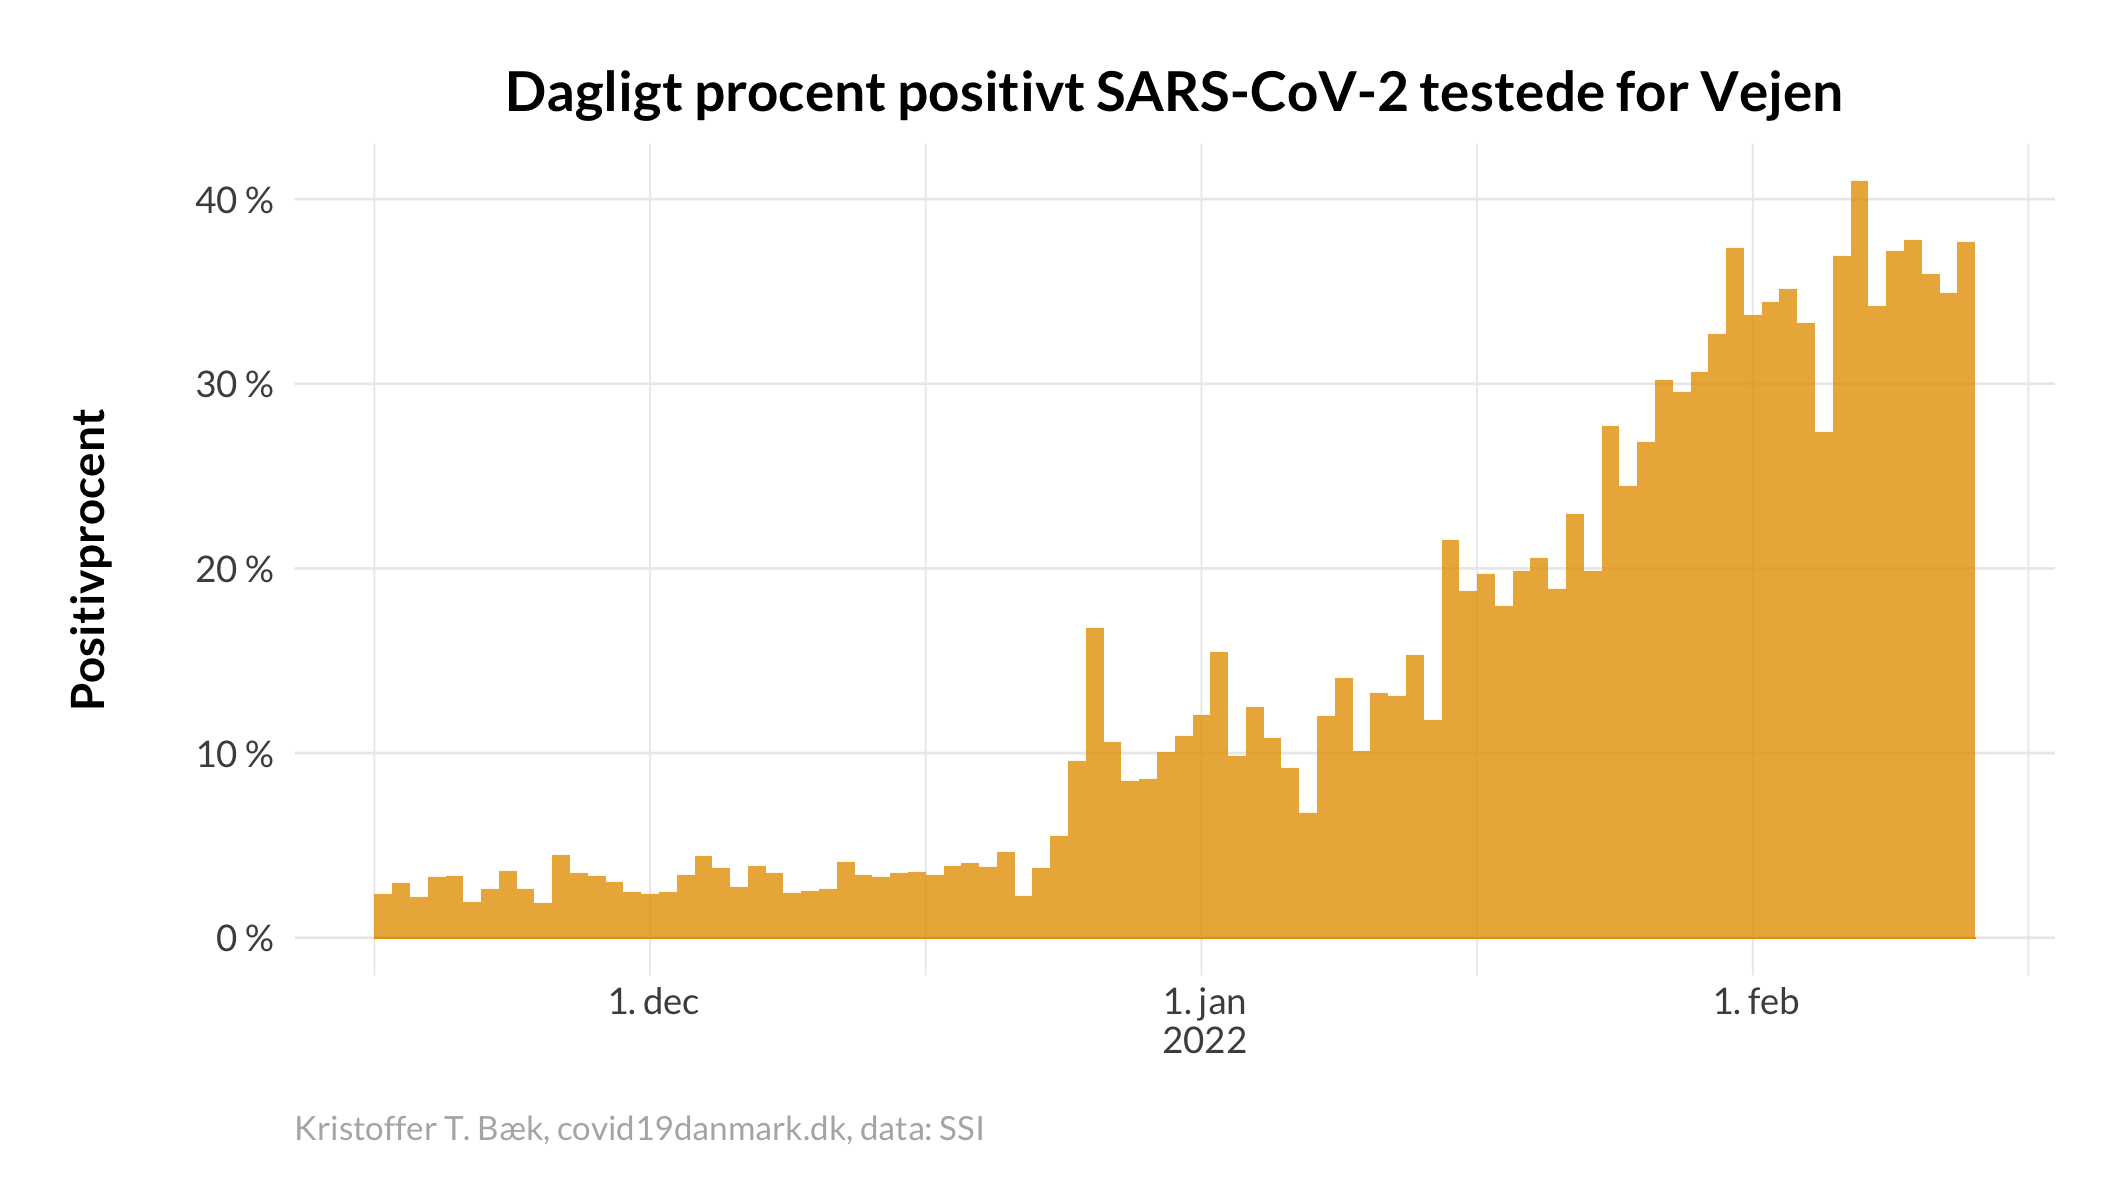 Dagligt procent positivt SARS-CoV-2 testede for Vejen
Positivprocent
40 %
30 %
20 %
10 %
0 %
1. dec
1. jan
2022
1. feb
Kristoffer T. Bæk, covid19danmark.dk, data: SSI